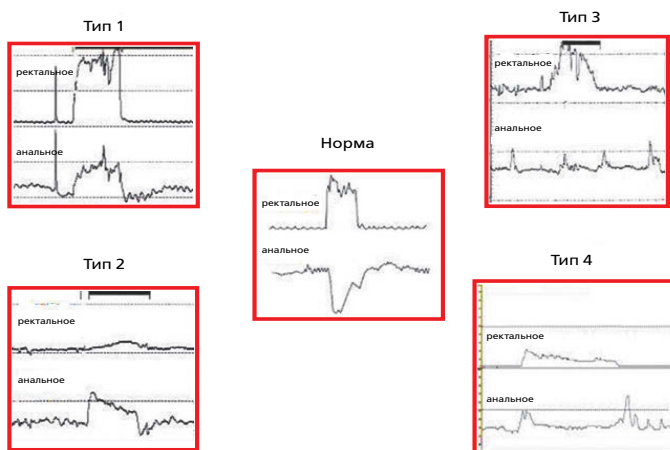 Тип 1
ректальное
анальное
Тип 3
ректальное
анальное
Норма
ректальное
анальное
Тип 2
ректальное
анальное
Тип 4
ректальное
анальное